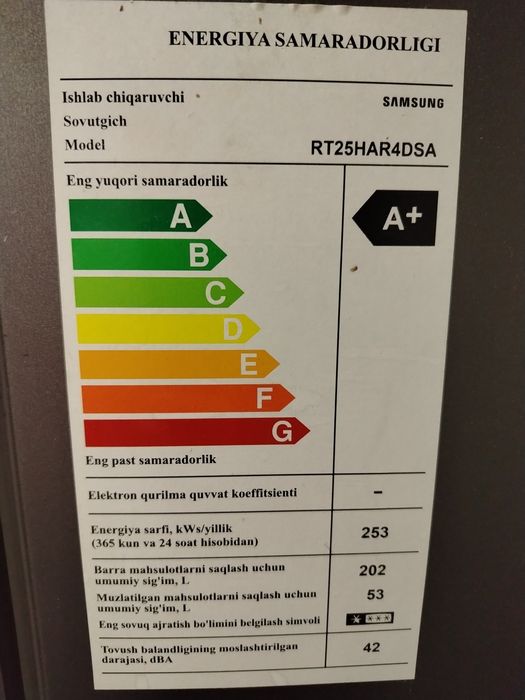 ENERGIYA SAMARADORLIGI
Ishlab chiqaruvchi SAMSUNG
Sovutgich
Model RT25HAR4DSA
Eng yuqori samaradorlik
A A+
B
C
D
E
F
G
Eng past samaradorlik
Elektron qurilma quvvat koeffitsienti –
Energiya sarfi, kWs/yillik 253
(365 kun va 24 soat hisobidan)
Barra mahsulotlarni saqlash uchun 202
umumiy sig'im, L
Muzlatilgan mahsulotlarni saqlash uchun 53
umumiy sig'im, L
Eng sovuq ajratish bo'limini belgilash simvoli
Tovush balandligining moslashtirilgan 42
darajasi, dBA